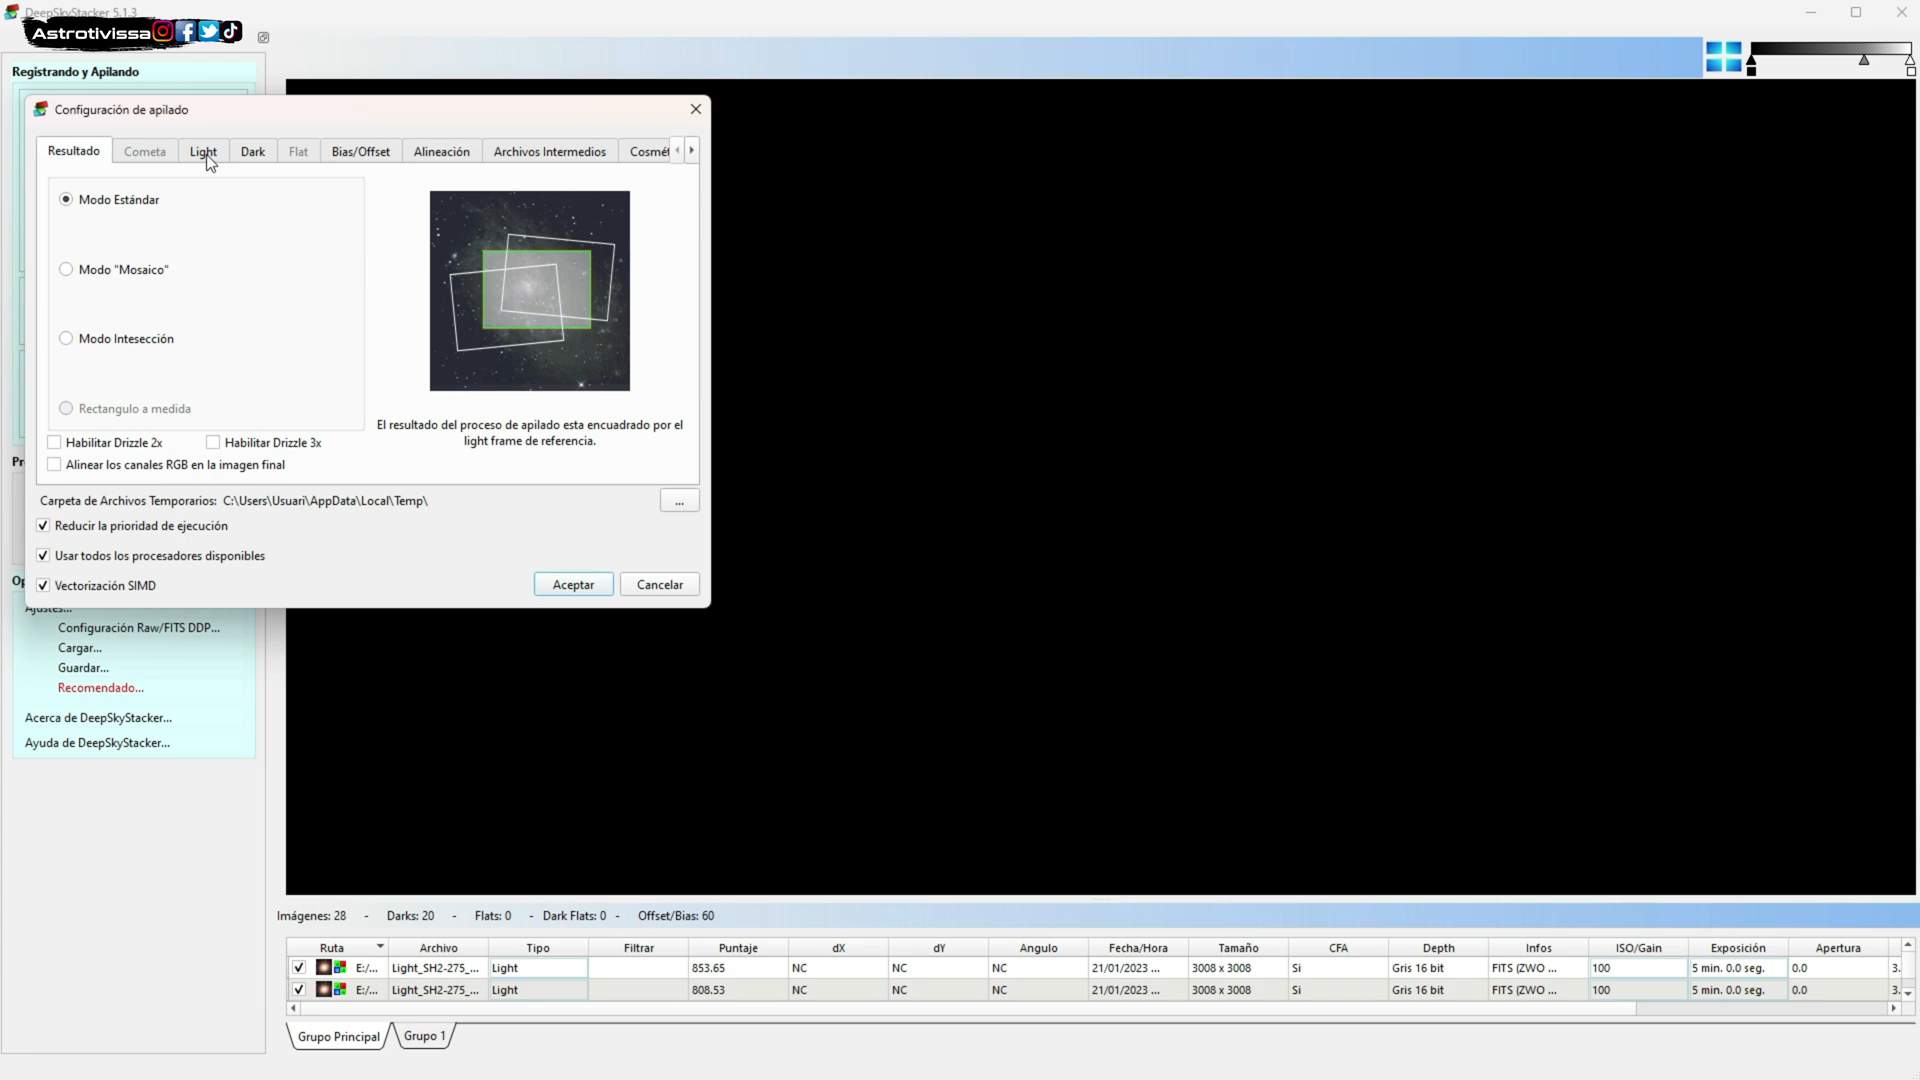 DeepSkyStacker 5.1.3
Astrotivissa
Registrando y Apilando
Configuración de apilado
Resultado Cometa Light Dark Flat Bias/Offset Alineación Archivos Intermedios Cosmét
Modo Estándar
Modo "Mosaico"
Modo Intesección
Rectangulo a medida
El resultado del proceso de apilado esta encuadrado por el
light frame de referencia.
Habilitar Drizzle 2x Habilitar Drizzle 3x
Alinear los canales RGB en la imagen final
Carpeta de Archivos Temporarios: C:\Users\Usuari\AppData\Local\Temp\ ...
Reducir la prioridad de ejecución
Usar todos los procesadores disponibles
Vectorización SIMD
Aceptar Cancelar
Pr
Op
Ajustes...
Configuración Raw/FITS DDP...
Cargar...
Guardar...
Recomendado...
Acerca de DeepSkyStacker...
Ayuda de DeepSkyStacker...
Imágenes: 28 - Darks: 20 - Flats: 0 - Dark Flats: 0 - Offset/Bias: 60
Ruta Archivo Tipo Filtrar Puntaje dX dY Angulo Fecha/Hora Tamaño CFA Depth Infos ISO/Gain Exposición Apertura
E:/... Light_SH2-275_... Light 853.65 NC NC NC 21/01/2023 ... 3008 x 3008 Si Gris 16 bit FITS (ZWO ... 100 5 min. 0.0 seg. 0.0 3.
E:/... Light_SH2-275_... Light 808.53 NC NC NC 21/01/2023 ... 3008 x 3008 Si Gris 16 bit FITS (ZWO ... 100 5 min. 0.0 seg. 0.0 3.
Grupo Principal Grupo 1